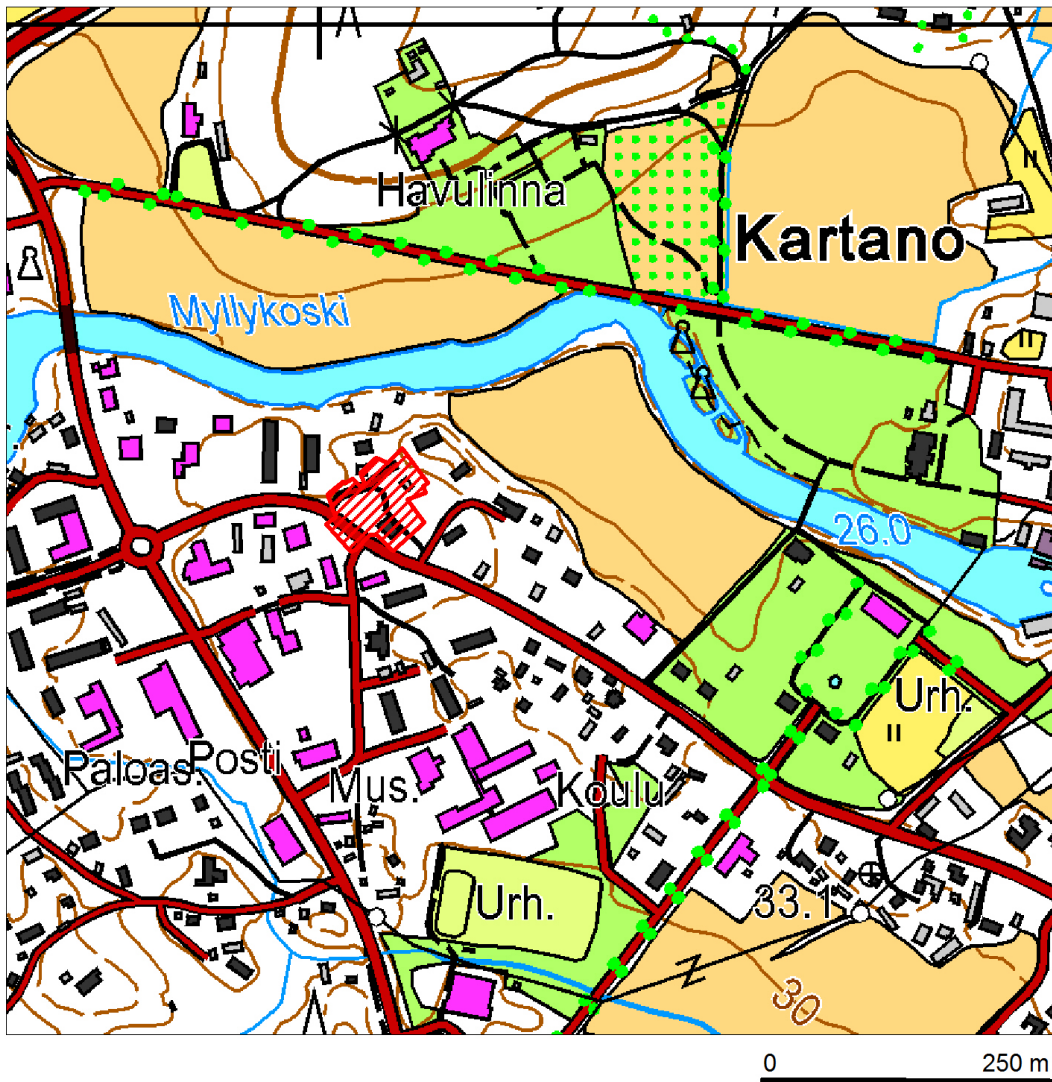 Havulinna
Kartano
Myllykoski
26.0
Urh.
Paloas.
Posti
Mus.
Koulu
Urh.
33.1
30
0 250 m